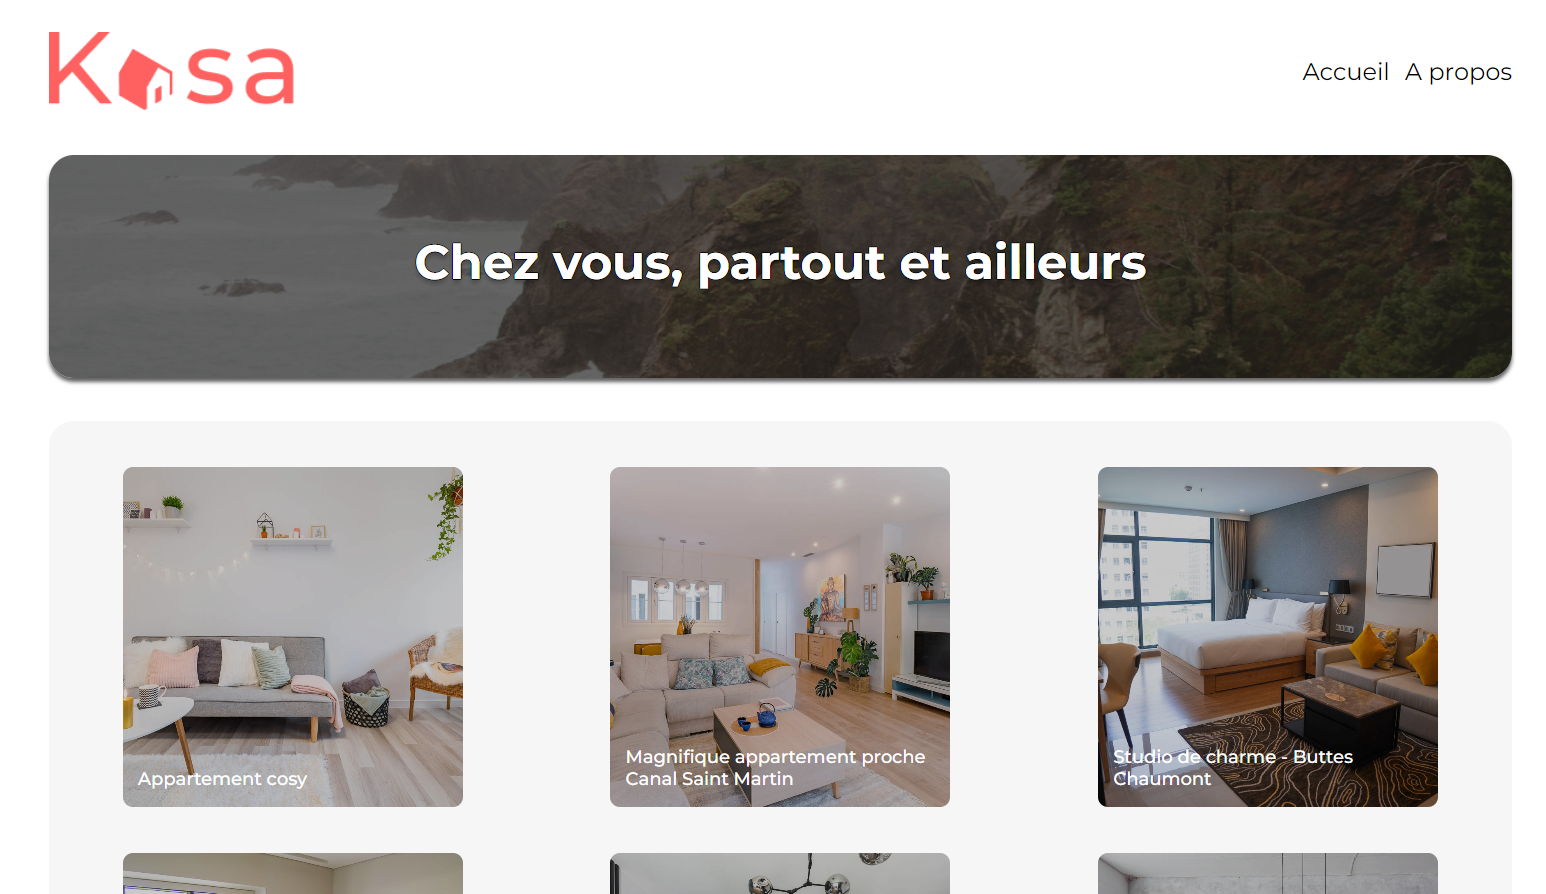 Kasa
Accueil A propos
Chez vous, partout et ailleurs
Appartement cosy
Magnifique appartement proche
Canal Saint Martin
Studio de charme - Buttes
Chaumont